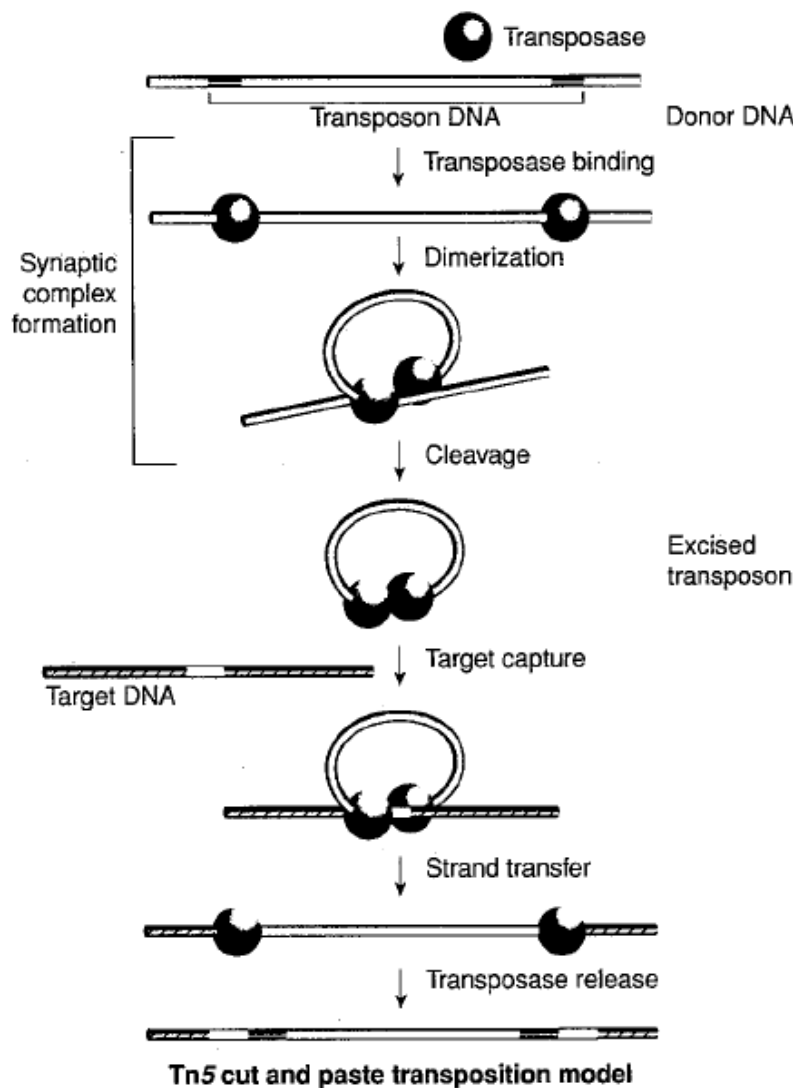 Transposase
Transposon DNA
Donor DNA
Transposase binding
Synaptic
complex
formation
Dimerization
Cleavage
Excised
transposon
Target capture
Target DNA
Strand transfer
Transposase release
Tn5 cut and paste transposition model